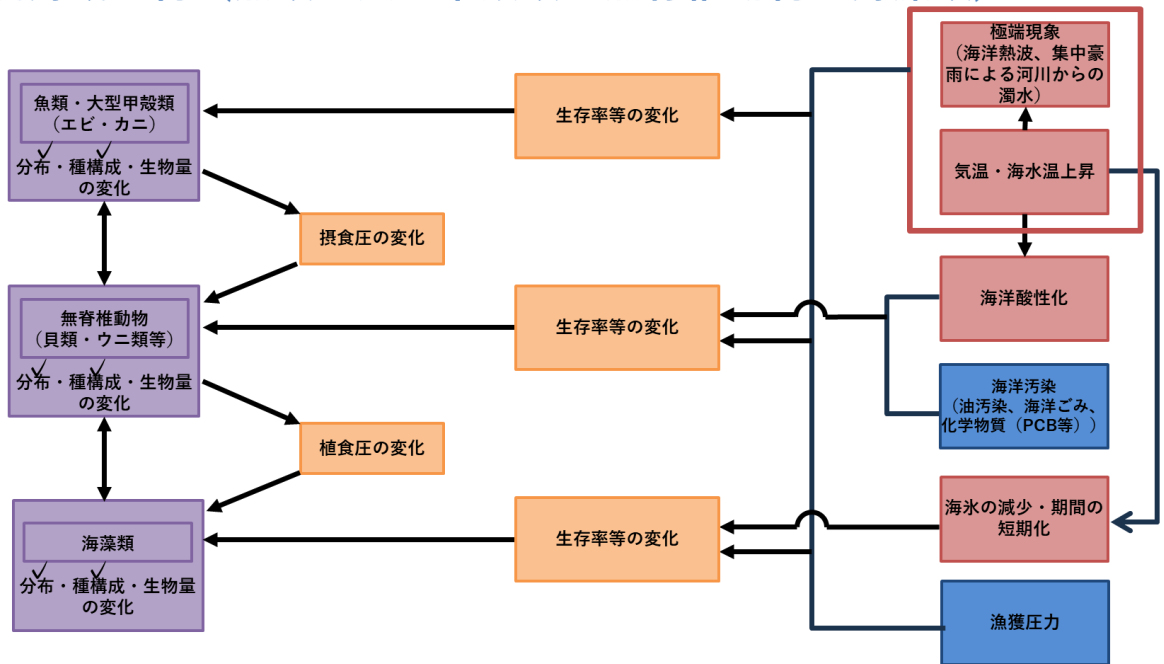 極端現象
（海洋熱波、集中豪
雨による河川からの
濁水）
魚類・大型甲殻類
（エビ・カニ）
分布・種構成・生物量
の変化
生存率等の変化
気温・海水温上昇
摂食圧の変化
無脊椎動物
（貝類・ウニ類等）
分布・種構成・生物量
の変化
生存率等の変化
海洋酸性化
海洋汚染
（油汚染、海洋ごみ、
化学物質（PCB等））
植食圧の変化
海藻類
分布・種構成・生物量
の変化
生存率等の変化
海氷の減少・期間の
短期化
漁獲圧力